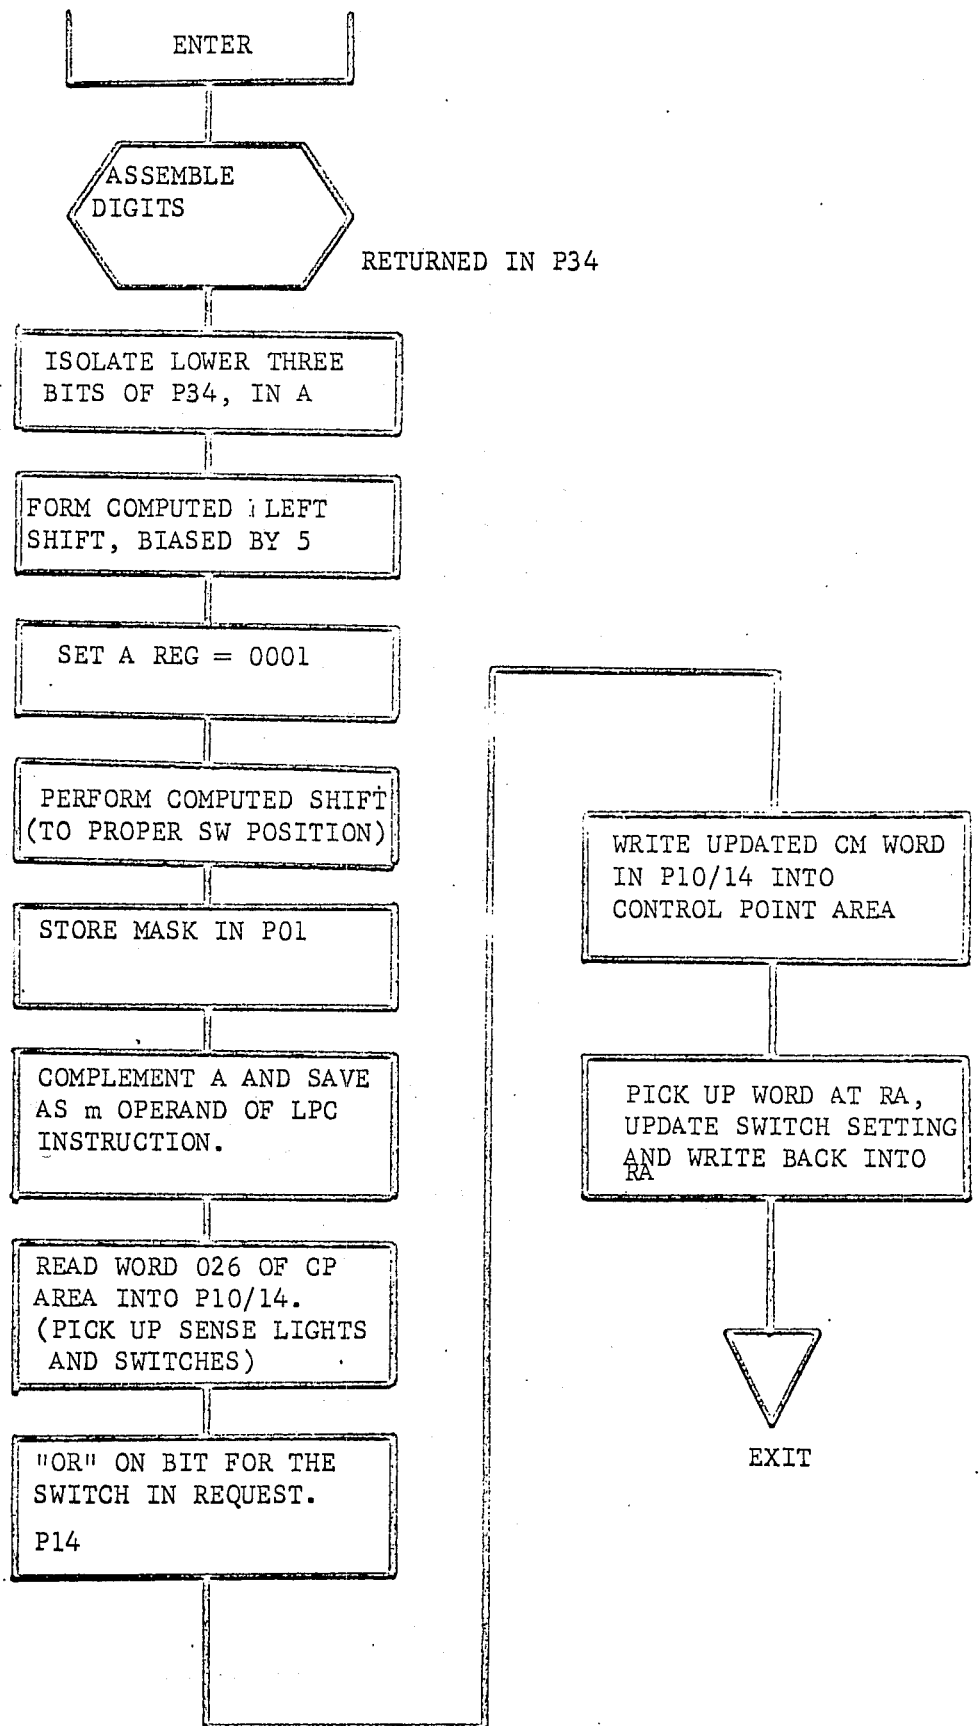 ENTER
ASSEMBLE
DIGITS
RETURNED IN P34
ISOLATE LOWER THREE
BITS OF P34, IN A
FORM COMPUTED LEFT
SHIFT, BIASED BY 5
SET A REG = 0001
PERFORM COMPUTED SHIFT
(TO PROPER SW POSITION)
STORE MASK IN P01
COMPLEMENT A AND SAVE
AS m OPERAND OF LPC
INSTRUCTION.
READ WORD 026 OF CP
AREA INTO P10/14.
(PICK UP SENSE LIGHTS
AND SWITCHES)
"OR" ON BIT FOR THE
SWITCH IN REQUEST.
P14
WRITE UPDATED CM WORD
IN P10/14 INTO
CONTROL POINT AREA
PICK UP WORD AT RA,
UPDATE SWITCH SETTING
AND WRITE BACK INTO
RA
EXIT